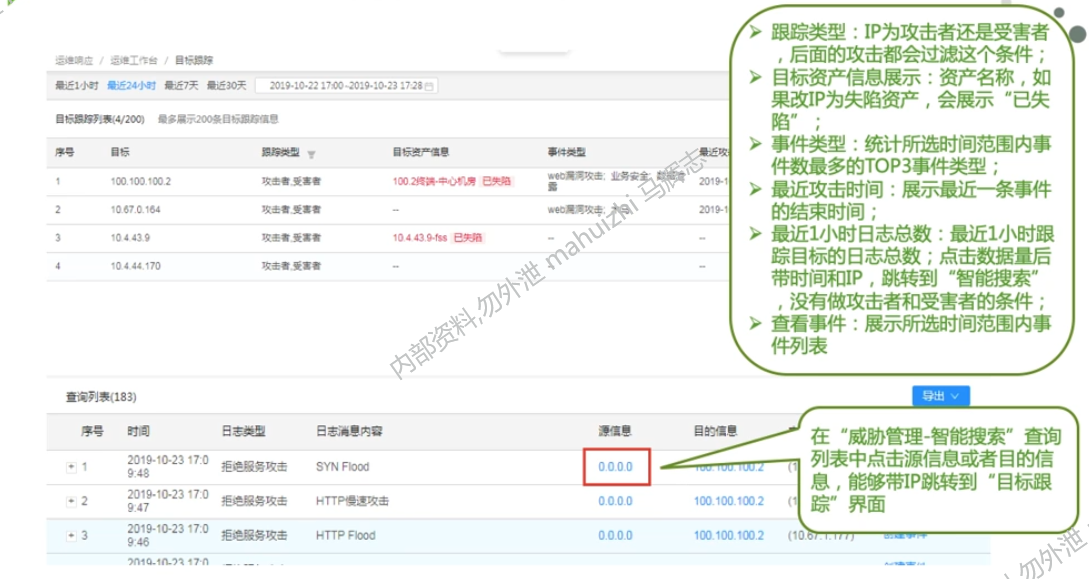 运维响应 / 运维工作台 / 目标跟踪
最近1小时 最近24小时 最近7天 最近30天 2019-10-22 17:00~2019-10-23 17:28
目标跟踪列表(4/200) 最多展示200条目标跟踪信息
序号 目标 跟踪类型 目标资产信息 事件类型 最近攻
1 100.100.100.2 攻击者,受害者 100.2终端-中心机房 已失陷 web漏洞攻击; 业务安全; 数据泄
露 2019-1
2 10.67.0.164 攻击者,受害者 -- web漏洞攻击; 2019-1
3 10.4.43.9 攻击者,受害者 10.4.43.9-fss 已失陷 -- --
4 10.4.44.170 攻击者,受害者 -- --
➢ 跟踪类型：IP为攻击者还是受害者
，后面的攻击都会过滤这个条件；
➢ 目标资产信息展示：资产名称，如
果改IP为失陷资产，会展示“已失
陷”；
➢ 事件类型：统计所选时间范围内事
件数最多的TOP3事件类型；
➢ 最近攻击时间：展示最近一条事件
的结束时间；
➢ 最近1小时日志总数：最近1小时跟
踪目标的日志总数；点击数据量后
带时间和IP，跳转到“智能搜索”
，没有做攻击者和受害者的条件；
➢ 查看事件：展示所选时间范围内事
件列表
内部资料,勿外泄 mahuizhi 马辉志
查询列表(183) 导出
序号 时间 日志类型 日志消息内容 源信息 目的信息
+ 1 2019-10-23 17:0
9:48 拒绝服务攻击 SYN Flood 0.0.0.0 100.100.100.2
+ 2 2019-10-23 17:0
9:47 拒绝服务攻击 HTTP慢速攻击 0.0.0.0 100.100.100.2
+ 3 2019-10-23 17:0
9:46 拒绝服务攻击 HTTP Flood 0.0.0.0 100.100.100.2 (10.67.1.177) 创建事件
2019-10-23 17:0
在“威胁管理-智能搜索”查询
列表中点击源信息或者目的信
息，能够带IP跳转到“目标跟
踪”界面
勿外泄